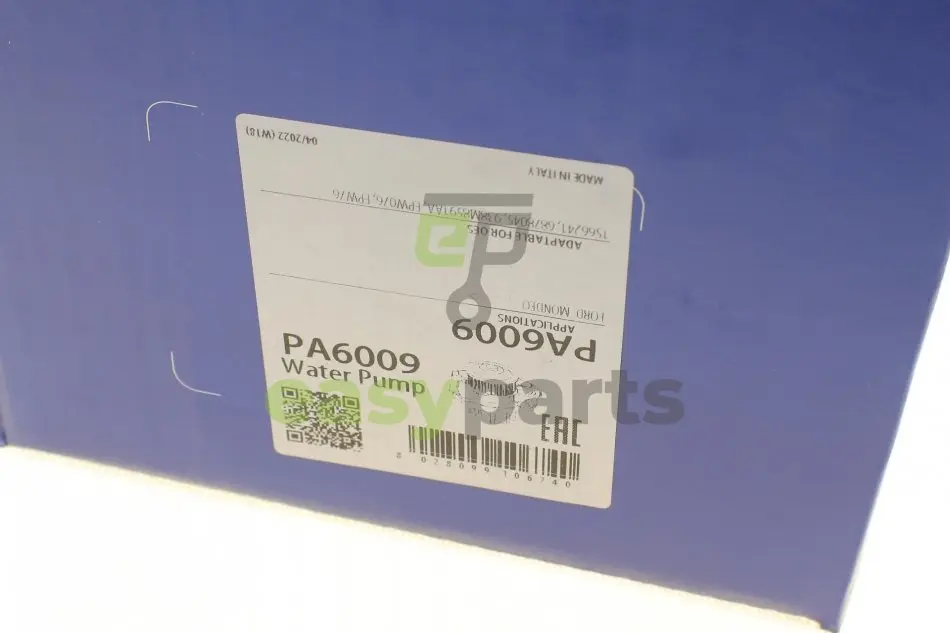 04/2022 (W18)
MADE IN ITALY
ADAPTABLE FOR OES
APPLICATIONS
FORD MONDEO
PA6009
PA6009
Water Pump
easyparts
EAC
8 028099 106740